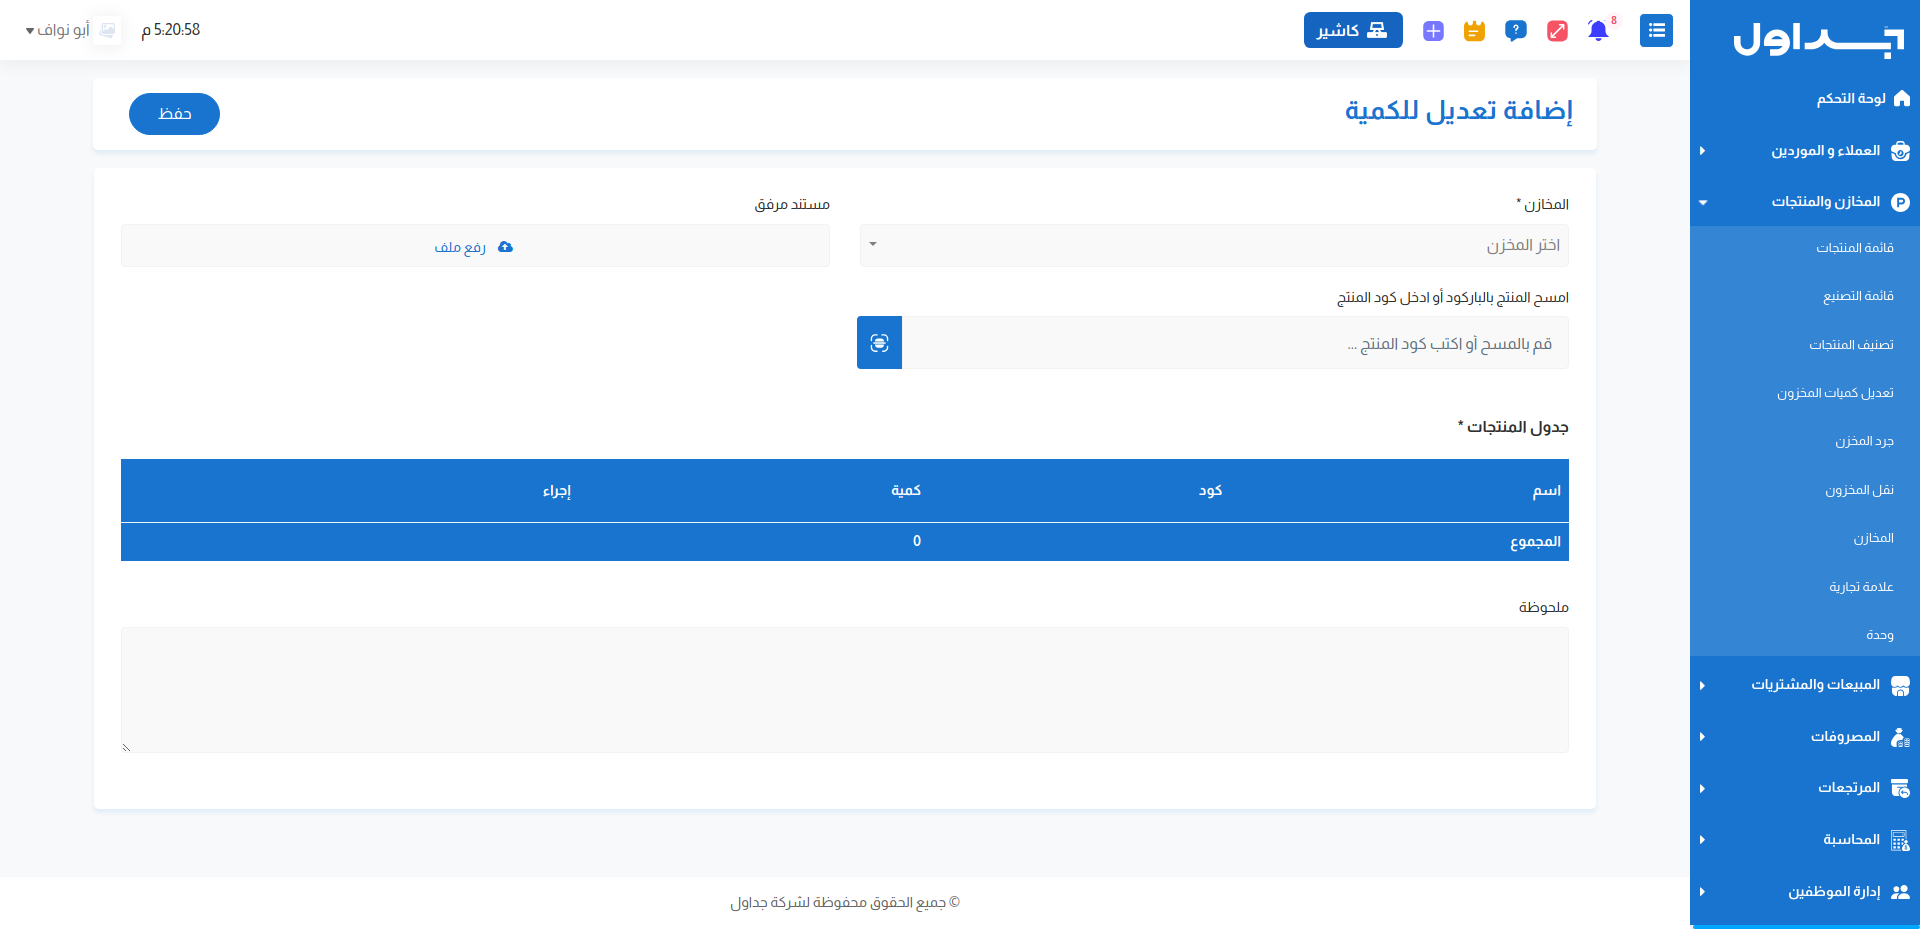 جداول
لوحة التحكم
العملاء و الموردين
المخازن والمنتجات
قائمة المنتجات
قائمة التصنيع
تصنيف المنتجات
تعديل كميات المخزون
جرد المخزن
نقل المخزون
المخازن
علامة تجارية
وحدة
المبيعات والمشتريات
المصروفات
المرتجعات
المحاسبة
إدارة الموظفين
8
كاشير
5:20:58 م
أبو نواف
إضافة تعديل للكمية
حفظ
المخازن *
مستند مرفق
اختر المخزن
رفع ملف
امسح المنتج بالباركود أو ادخل كود المنتج
قم بالمسح أو اكتب كود المنتج ...
جدول المنتجات *
اسم كود كمية إجراء
المجموع 0
ملحوظة
© جميع الحقوق محفوظة لشركة جداول